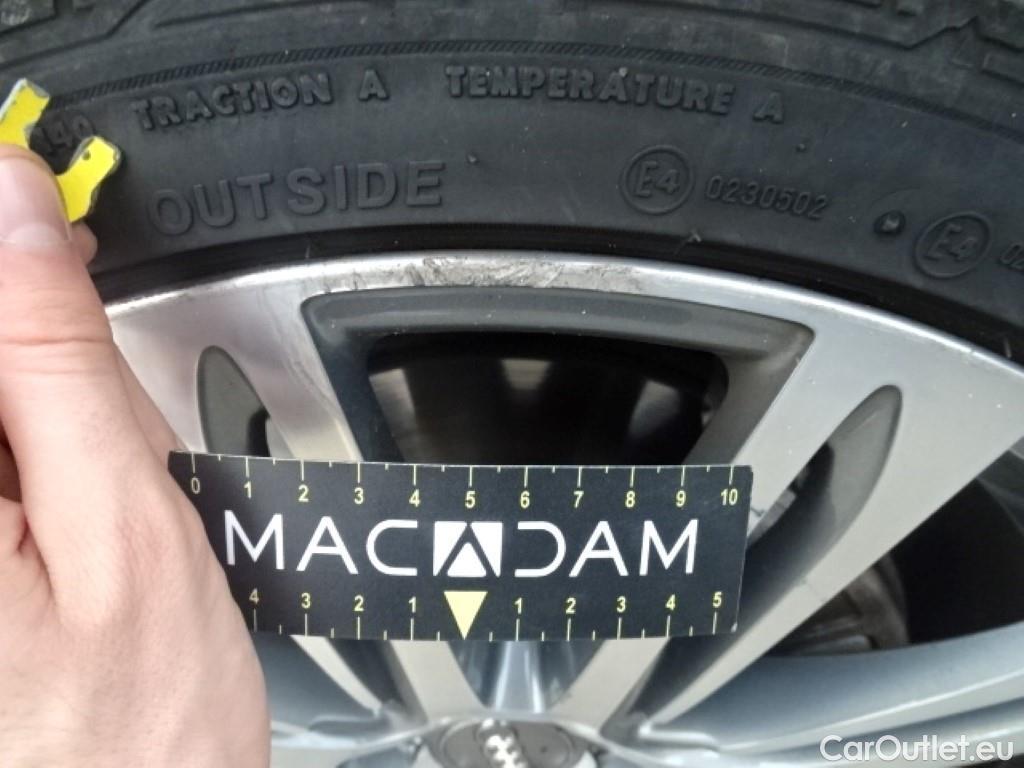 TRACTION A TEMPERATURE A
OUTSIDE
E4 0230502
E4 02
0 1 2 3 4 5 6 7 8 9 10
MACADAM
4 3 2 1 1 2 3 4 5
CarOutlet.eu